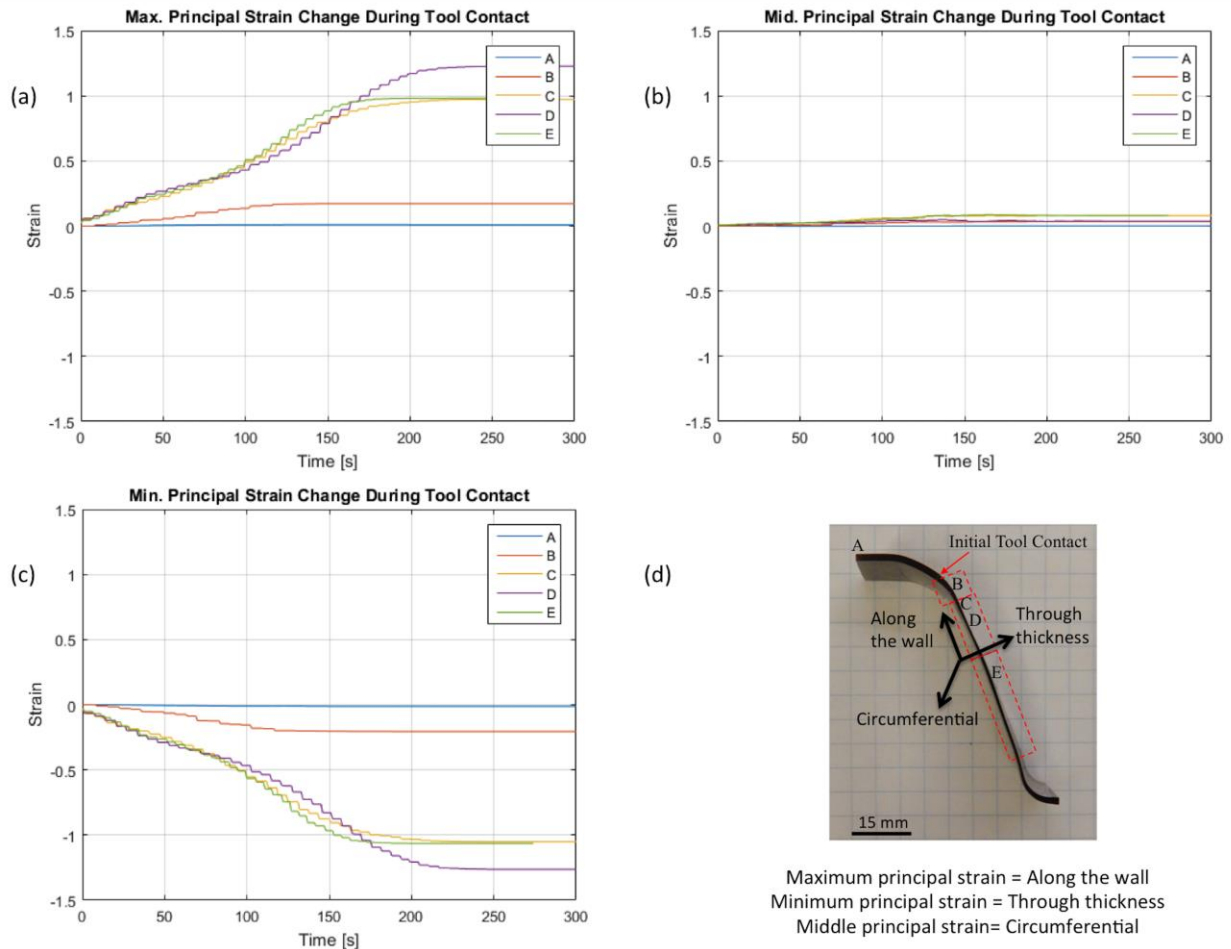 Max. Principal Strain Change During Tool Contact
(a)
1.5
1
0.5
0
-0.5
-1
-1.5
Strain
A
B
C
D
E
0 50 100 150 200 250 300
Time [s]
Mid. Principal Strain Change During Tool Contact
(b)
1.5
1
0.5
0
-0.5
-1
-1.5
Strain
A
B
C
D
E
0 50 100 150 200 250 300
Time [s]
Min. Principal Strain Change During Tool Contact
(c)
1.5
1
0.5
0
-0.5
-1
-1.5
Strain
A
B
C
D
E
0 50 100 150 200 250 300
Time [s]
(d)
A
Initial Tool Contact
B
C
D
Along
the wall
Through
thickness
E
Circumferential
15 mm
Maximum principal strain = Along the wall
Minimum principal strain = Through thickness
Middle principal strain= Circumferential